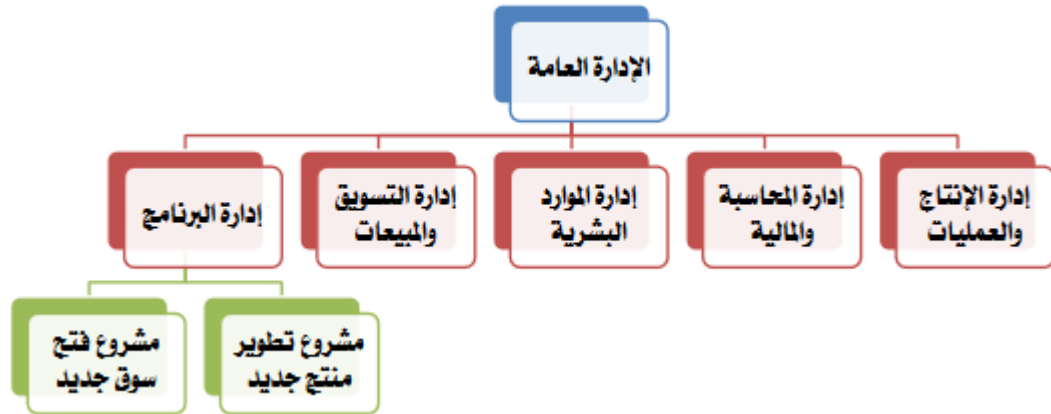 الإدارة العامة
إدارة الإنتاج
والعمليات
إدارة المحاسبة
والمالية
إدارة الموارد
البشرية
إدارة التسويق
والمبيعات
إدارة البرنامج
مشروع تطوير
منتج جديد
مشروع فتح
سوق جديد